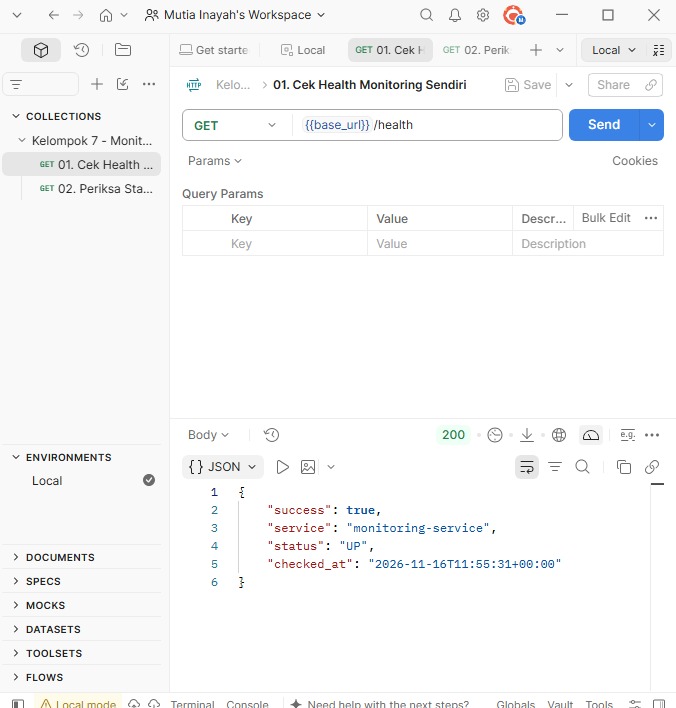 Mutia Inayah's Workspace
Get starte
Local
GET 01. Cek H
GET 02. Perik
Local
HTTP
Kelo...
01. Cek Health Monitoring Sendiri
Save
Share
COLLECTIONS
Kelompok 7 - Monit...
GET 01. Cek Health ...
GET 02. Periksa Sta...
GET
{{base_url}} /health
Send
Params
Cookies
Query Params
Key Value Descr... Bulk Edit
Key Value Description
Body
200
e.g.
{} JSON
1 {
2 "success": true,
3 "service": "monitoring-service",
4 "status": "UP",
5 "checked_at": "2026-11-16T11:55:31+00:00"
6 }
ENVIRONMENTS
Local
DOCUMENTS
SPECS
MOCKS
DATASETS
TOOLSETS
FLOWS
Local mode
Terminal
Console
Need help with the next steps?
Globals
Vault
Tools